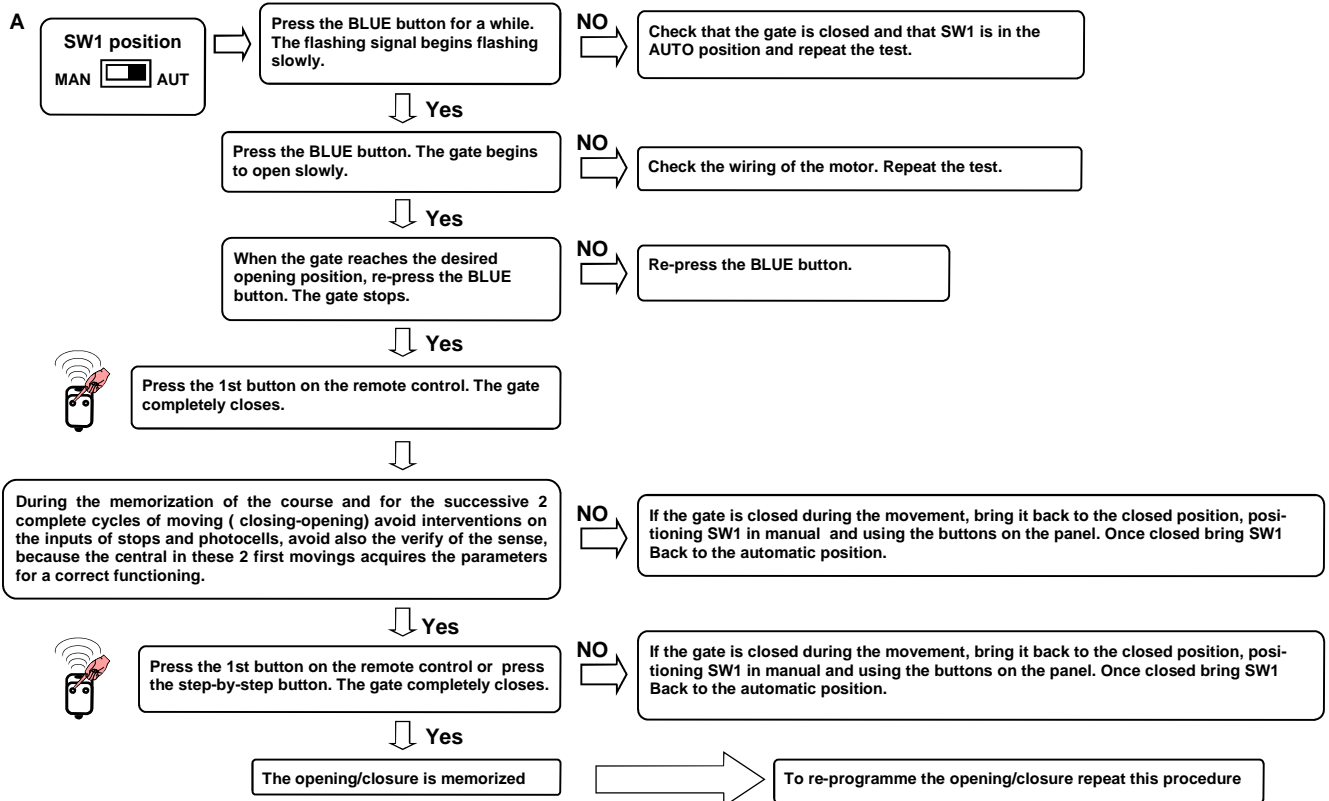 A
SW1 position
MAN AUT
Press the BLUE button for a while.
The flashing signal begins flashing
slowly.
NO
Check that the gate is closed and that SW1 is in the
AUTO position and repeat the test.
Yes
Press the BLUE button. The gate begins
to open slowly.
NO
Check the wiring of the motor. Repeat the test.
Yes
When the gate reaches the desired
opening position, re-press the BLUE
button. The gate stops.
NO
Re-press the BLUE button.
Yes
Press the 1st button on the remote control. The gate
completely closes.
During the memorization of the course and for the successive 2
complete cycles of moving ( closing-opening) avoid interventions on
the inputs of stops and photocells, avoid also the verify of the sense,
because the central in these 2 first movings acquires the parameters
for a correct functioning.
NO
If the gate is closed during the movement, bring it back to the closed position, posi-
tioning SW1 in manual and using the buttons on the panel. Once closed bring SW1
Back to the automatic position.
Yes
Press the 1st button on the remote control or press
the step-by-step button. The gate completely closes.
NO
If the gate is closed during the movement, bring it back to the closed position, posi-
tioning SW1 in manual and using the buttons on the panel. Once closed bring SW1
Back to the automatic position.
Yes
The opening/closure is memorized
To re-programme the opening/closure repeat this procedure